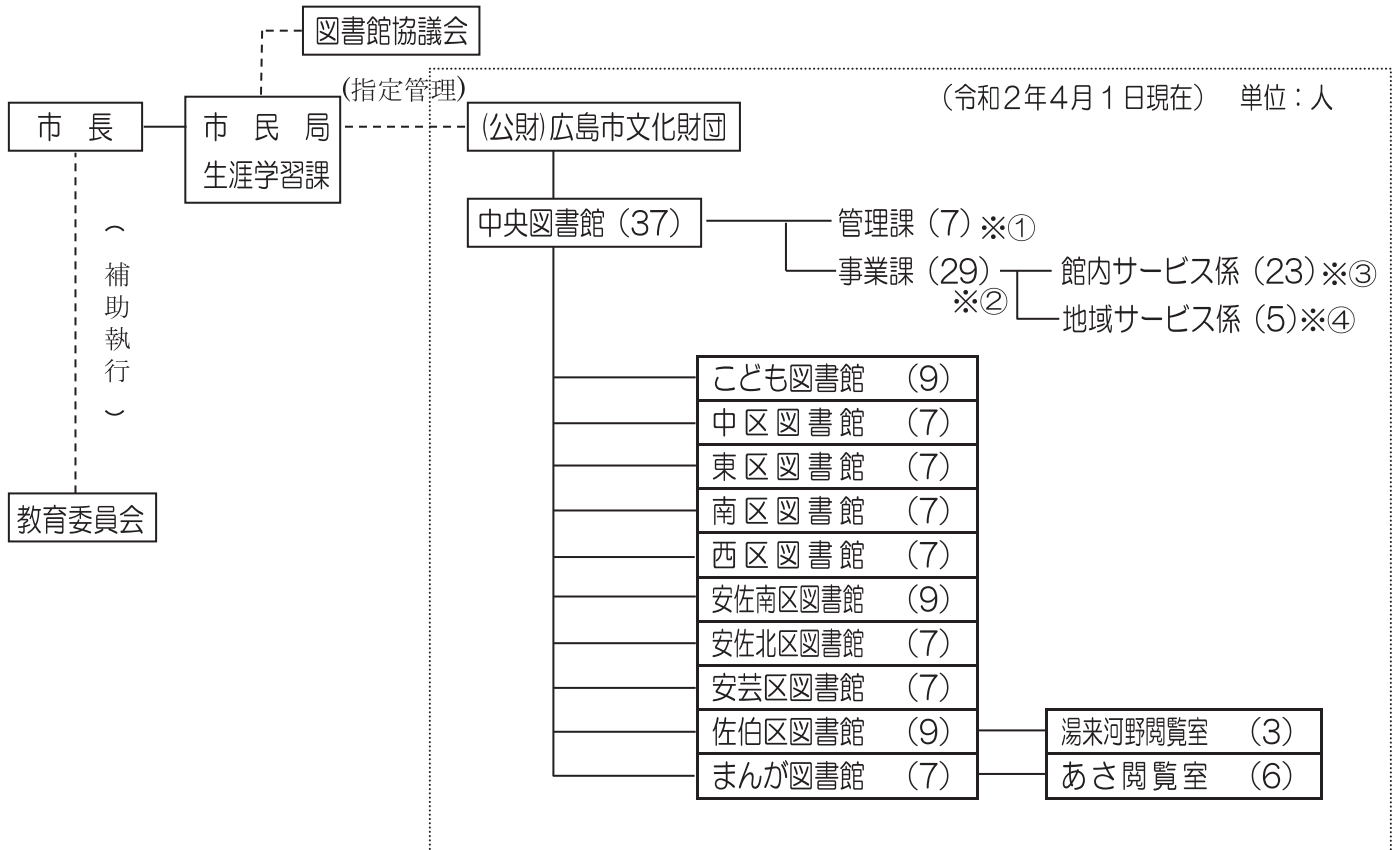 図書館協議会
(指定管理)
(令和2年4月1日現在) 単位:人
市長
市民局
生涯学習課
(公財)広島市文化財団
中央図書館(37)
管理課(7)※①
事業課(29)
※②
館内サービス係(23)※③
地域サービス係(5)※④
(補助執行)
教育委員会
こども図書館 (9)
中区図書館 (7)
東区図書館 (7)
南区図書館 (7)
西区図書館 (7)
安佐南区図書館 (9)
安佐北区図書館 (7)
安芸区図書館 (7)
佐伯区図書館 (9)
湯来河野閲覧室 (3)
まんが図書館 (7)
あさ閲覧室 (6)